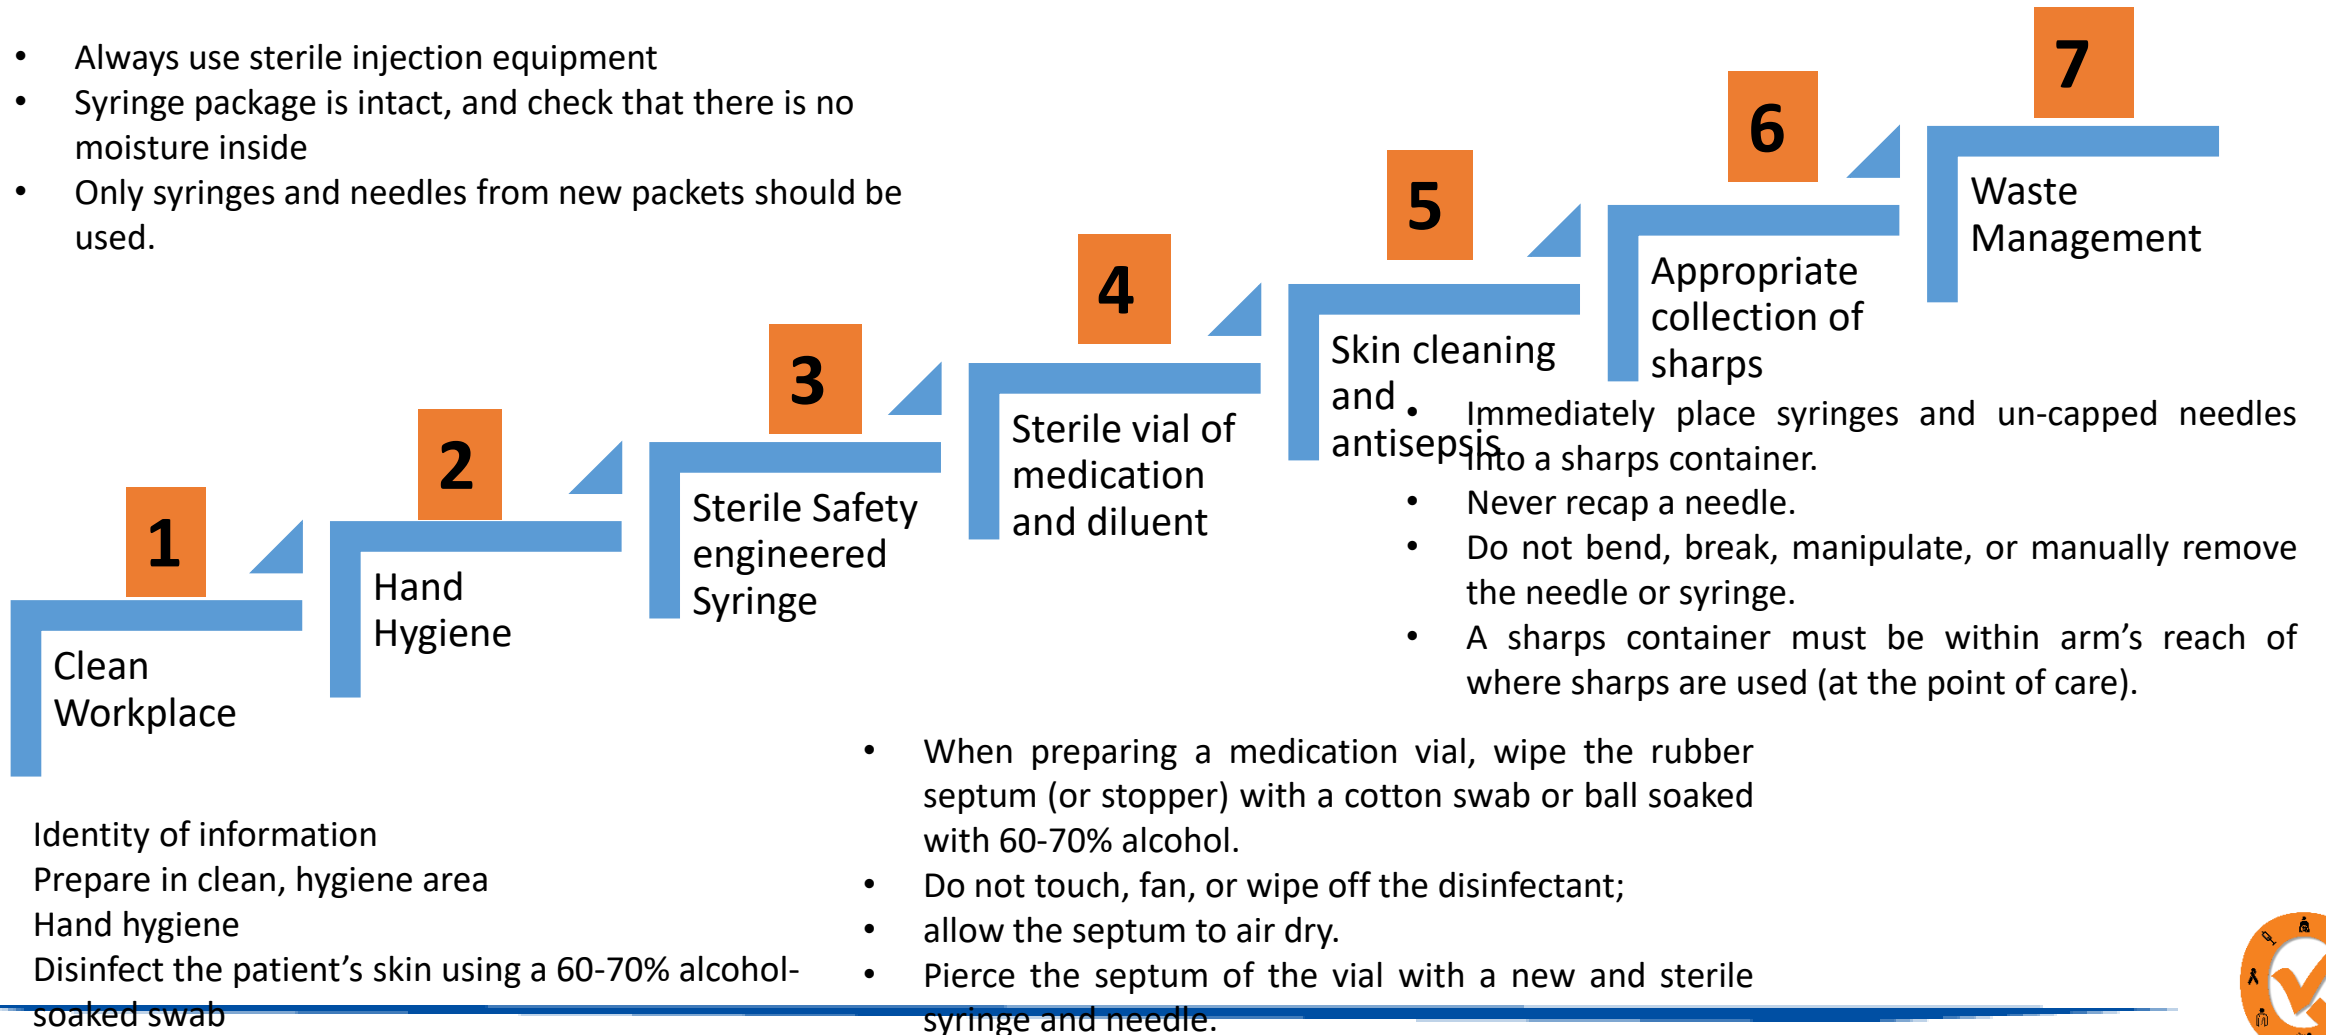 • Always use sterile injection equipment
• Syringe package is intact, and check that there is no
moisture inside
• Only syringes and needles from new packets should be
used.
1
Clean
Workplace
2
Hand
Hygiene
3
Sterile Safety
engineered
Syringe
4
Sterile vial of
medication
and diluent
5
Skin cleaning
and
antisepsis
6
Appropriate
collection of
sharps
7
Waste
Management
• Immediately place syringes and un-capped needles
into a sharps container.
• Never recap a needle.
• Do not bend, break, manipulate, or manually remove
the needle or syringe.
• A sharps container must be within arm’s reach of
where sharps are used (at the point of care).
Identity of information
Prepare in clean, hygiene area
Hand hygiene
Disinfect the patient’s skin using a 60-70% alcohol-
soaked swab
• When preparing a medication vial, wipe the rubber
septum (or stopper) with a cotton swab or ball soaked
with 60-70% alcohol.
• Do not touch, fan, or wipe off the disinfectant;
• allow the septum to air dry.
• Pierce the septum of the vial with a new and sterile
syringe and needle.